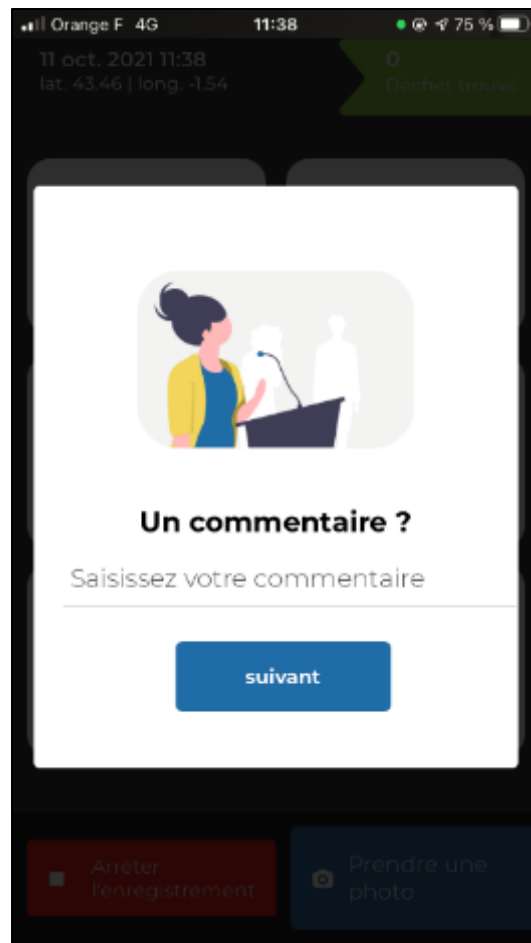 Orange F 4G 11:38 75 %
11 oct. 2021 11:38
lat. 43.46 | long. -1.54
0
Déchet trouvé
Un commentaire ?
Saisissez votre commentaire
suivant
Arrêter
l'enregistrement
Prendre une
photo